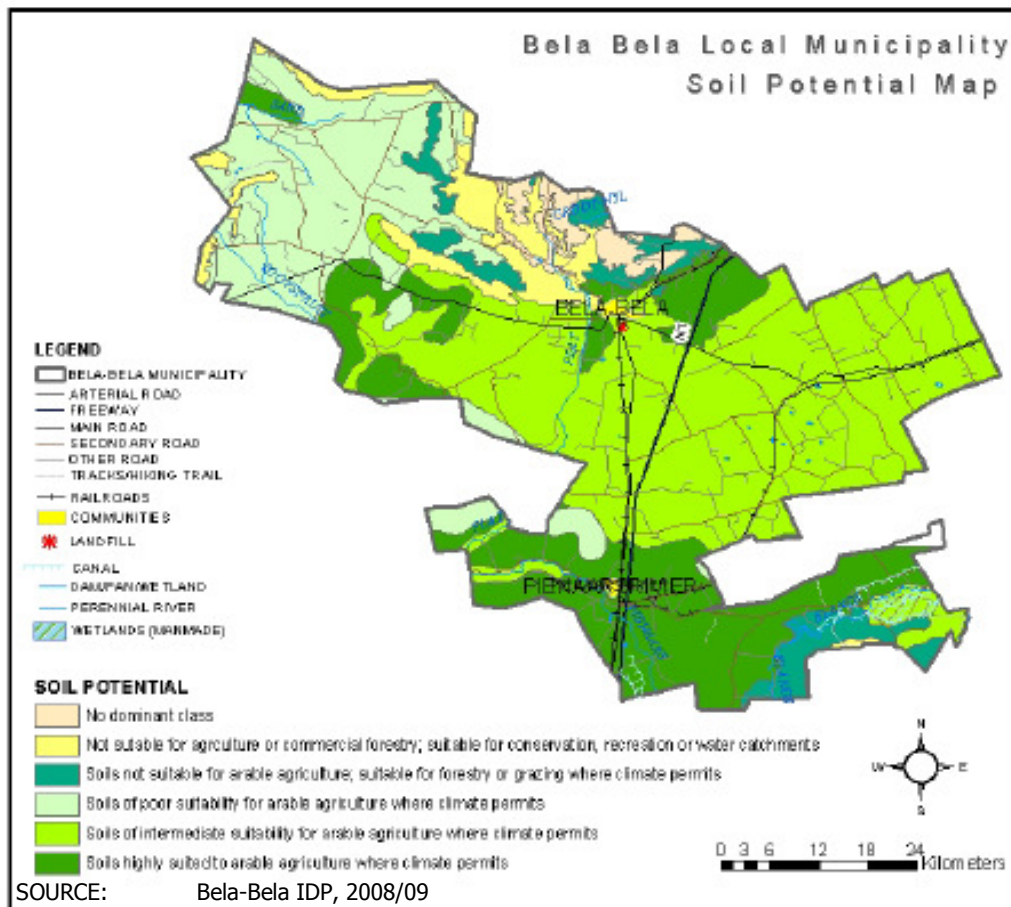 Bela Bela Local Municipality
Soil Potential Map
BELA-BELA
N1
PLAT
PIENAARSRIVIER
PLAT
LEGEND
BELA-BELA MUNICIPALITY
ARTERIAL ROAD
FREEWAY
MAIN ROAD
SECONDARY ROAD
OTHER ROAD
TRACKS/HIKING TRAIL
RAILROADS
COMMUNITIES
LANDFILL
CANAL
DAM/PAN/WETLAND
PERENNIAL RIVER
WETLANDS (MANMADE)
SOIL POTENTIAL
No dominant class
Not suitable for agriculture or commercial forestry; suitable for conservation, recreation or water catchments
Soils not suitable for arable agriculture; suitable for forestry or grazing where climate permits
Soils of poor suitability for arable agriculture where climate permits
Soils of intermediate suitability for arable agriculture where climate permits
Soils highly suited to arable agriculture where climate permits
N
W E
S
0 3 6 12 18 24
Kilometers
SOURCE: Bela-Bela IDP, 2008/09